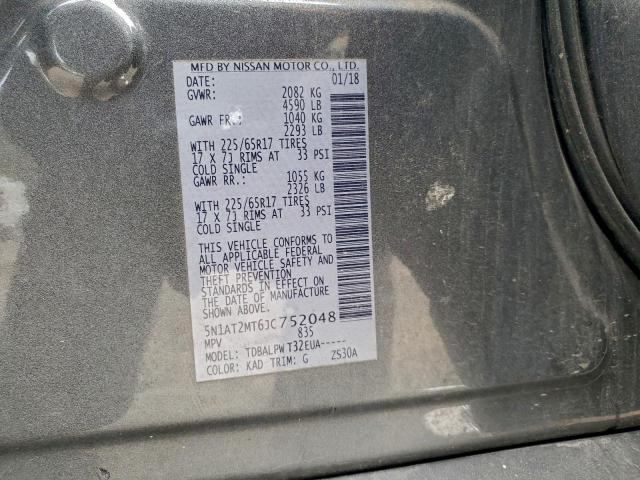 MFD BY NISSAN MOTOR CO., LTD.
DATE: 01/18
GVWR: 2082 KG
4590 LB
GAWR FR.: 1040 KG
2293 LB
WITH 225/65R17 TIRES
17 X 7J RIMS AT 33 PSI
COLD SINGLE
GAWR RR.: 1055 KG
2326 LB
WITH 225/65R17 TIRES
17 X 7J RIMS AT 33 PSI
COLD SINGLE
THIS VEHICLE CONFORMS TO
ALL APPLICABLE FEDERAL
MOTOR VEHICLE SAFETY AND
THEFT PREVENTION
STANDARDS IN EFFECT ON
THE DATE OF MANUFACTURE
SHOWN ABOVE.
5N1AT2MT6JC752048
MPV 835
MODEL: TDBALPWT32EUA-----
COLOR: KAD TRIM: G ZS30A